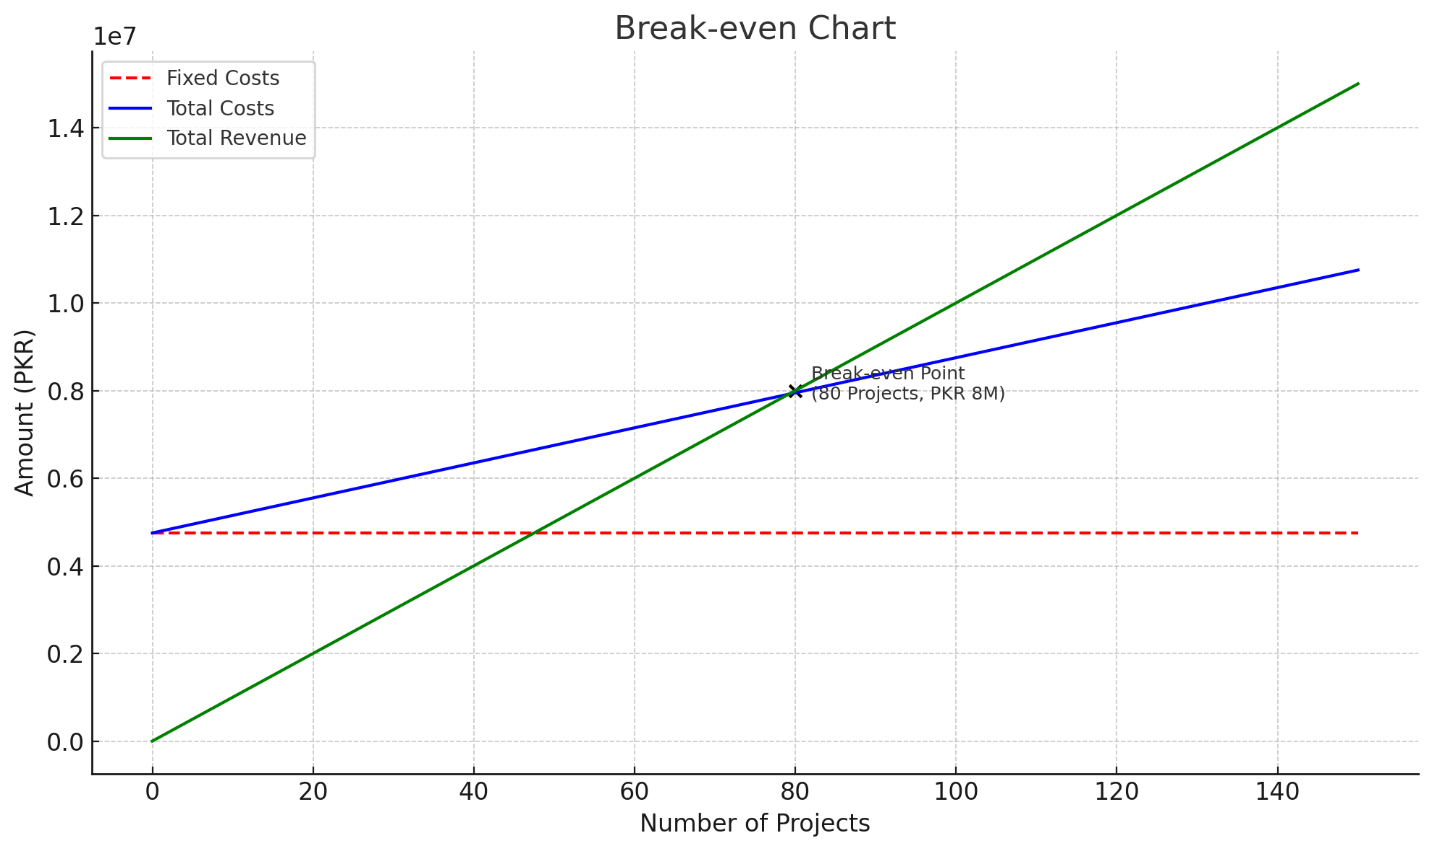 Break-even Chart
1e7
Fixed Costs
Total Costs
Total Revenue
1.4
1.2
1.0
0.8
0.6
0.4
0.2
0.0
Amount (PKR)
Break-even Point
(80 Projects, PKR 8M)
0 20 40 60 80 100 120 140
Number of Projects